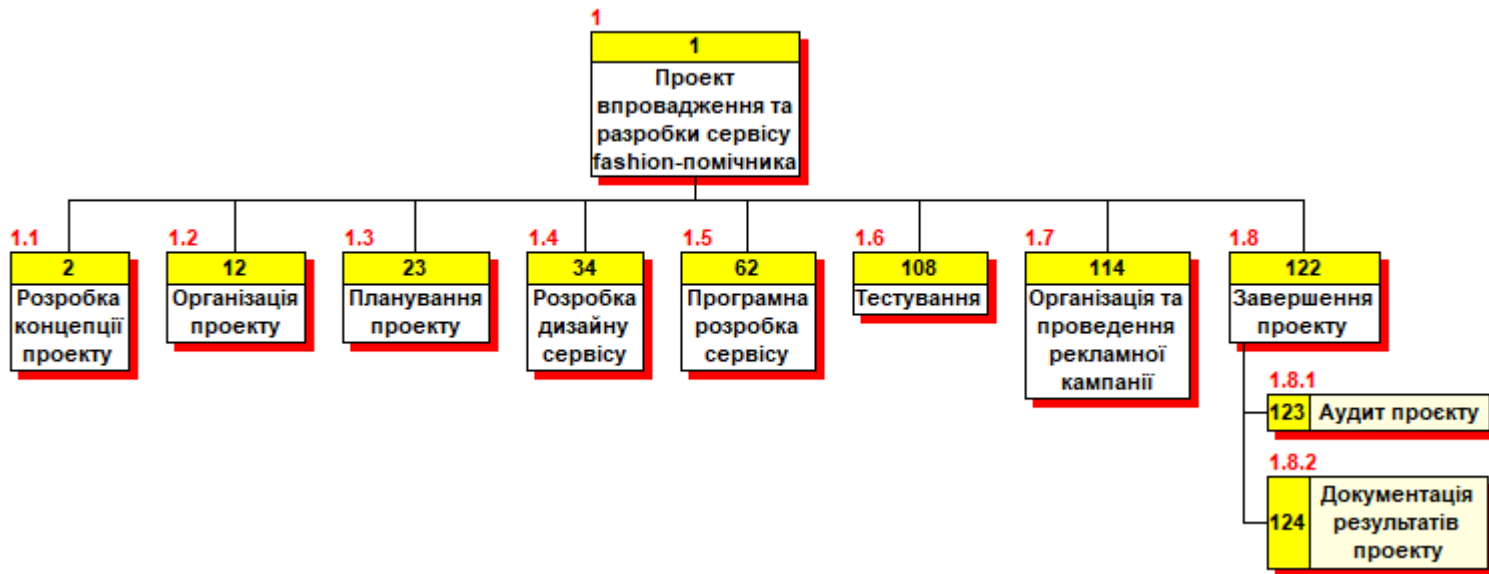 1
1
Проект
впровадження та
разробки сервісу
fashion-помічника
1.1
2
Розробка
концепції
проекту
1.2
12
Організація
проекту
1.3
23
Планування
проекту
1.4
34
Розробка
дизайну
сервісу
1.5
62
Програмна
розробка
сервісу
1.6
108
Тестування
1.7
114
Організація та
проведення
рекламної
кампанії
1.8
122
Завершення
проекту
1.8.1
123 Аудит проєкту
1.8.2
124
Документація
результатів
проекту